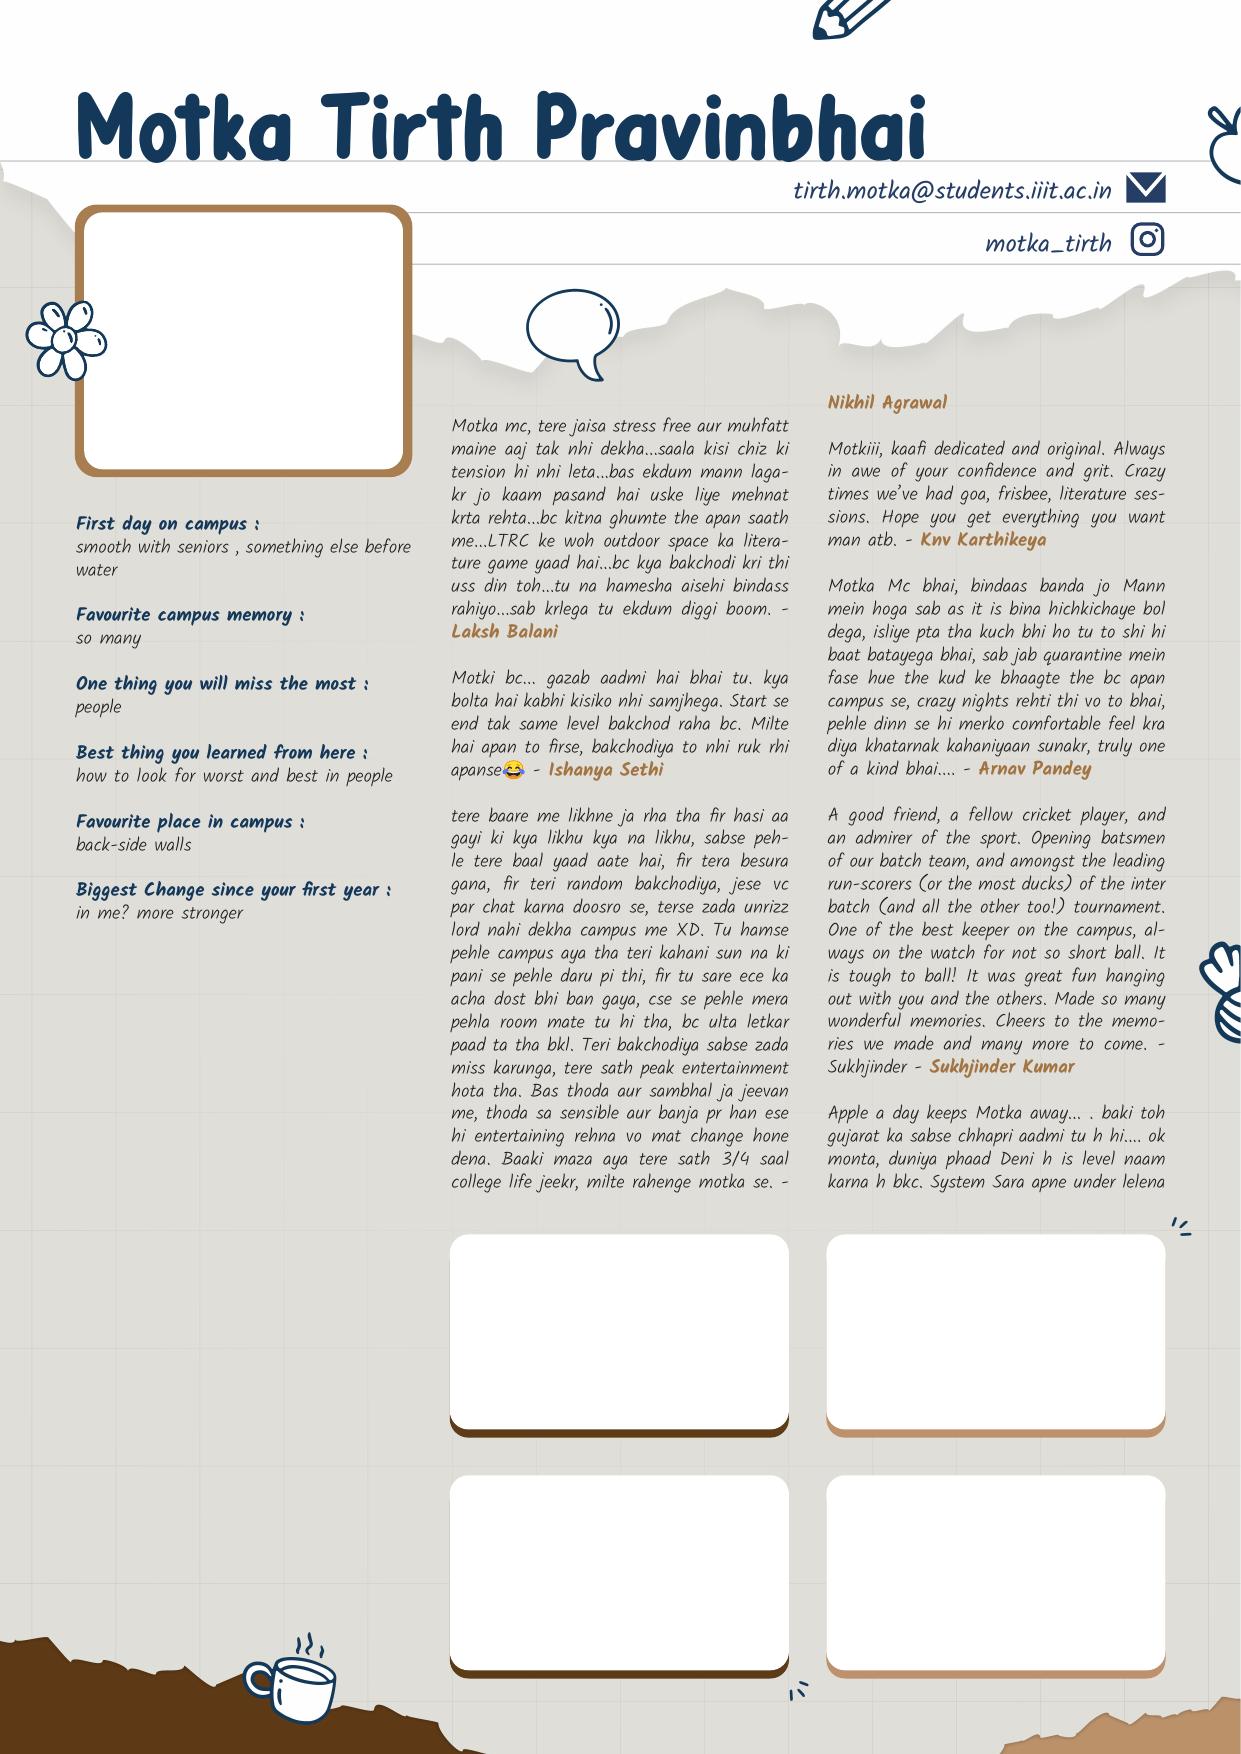 Motka Tirth Pravinbhai
tirth.motka@students.iiit.ac.in
motka_tirth
First day on campus :
smooth with seniors , something else before
water
Favourite campus memory :
so many
One thing you will miss the most :
people
Best thing you learned from here :
how to look for worst and best in people
Favourite place in campus :
back-side walls
Biggest Change since your first year :
in me? more stronger
Motka mc, tere jaisa stress free aur muhfatt
maine aaj tak nhi dekha...saala kisi chiz ki
tension hi nhi leta...bas ekdum mann laga-
kr jo kaam pasand hai uske liye mehnat
krta rehta...bc kitna ghumte the apan saath
me...LTRC ke woh outdoor space ka litera-
ture game yaad hai...bc kya bakchodi kri thi
uss din toh...tu na hamesha aisehi bindass
rahiyo...sab krlega tu ekdum diggi boom. -
Laksh Balani
Motki bc... gazab aadmi hai bhai tu. kya
bolta hai kabhi kisiko nhi samjhega. Start se
end tak same level bakchod raha bc. Milte
hai apan to firse, bakchodiya to nhi ruk rhi
apanse😂 - Ishanya Sethi
tere baare me likhne ja rha tha fir hasi aa
gayi ki kya likhu kya na likhu, sabse peh-
le tere baal yaad aate hai, fir tera besura
gana, fir teri random bakchodiya, jese vc
par chat karna doosro se, terse zada unrizz
lord nahi dekha campus me XD. Tu hamse
pehle campus aya tha teri kahani sun na ki
pani se pehle daru pi thi, fir tu sare ece ka
acha dost bhi ban gaya, cse se pehle mera
pehla room mate tu hi tha, bc ulta letkar
paad ta tha bkl. Teri bakchodiya sabse zada
miss karunga, tere sath peak entertainment
hota tha. Bas thoda aur sambhal ja jeevan
me, thoda sa sensible aur banja pr han ese
hi entertaining rehna vo mat change hone
dena. Baaki maza aya tere sath 3/4 saal
college life jeekr, milte rahenge motka se. -
Nikhil Agrawal
Motkiii, kaafi dedicated and original. Always
in awe of your confidence and grit. Crazy
times we've had goa, frisbee, literature ses-
sions. Hope you get everything you want
man atb. - Knv Karthikeya
Motka Mc bhai, bindaas banda jo Mann
mein hoga sab as it is bina hichkichaye bol
dega, isliye pta tha kuch bhi ho tu to shi hi
baat batayega bhai, sab jab quarantine mein
fase hue the kud ke bhaagte the bc apan
campus se, crazy nights rehti thi vo to bhai,
pehle dinn se hi merko comfortable feel kra
diya khatarnak kahaniyaan sunakr, truly one
of a kind bhai.... - Arnav Pandey
A good friend, a fellow cricket player, and
an admirer of the sport. Opening batsmen
of our batch team, and amongst the leading
run-scorers (or the most ducks) of the inter
batch (and all the other too!) tournament.
One of the best keeper on the campus, al-
ways on the watch for not so short ball. It
is tough to ball! It was great fun hanging
out with you and the others. Made so many
wonderful memories. Cheers to the memo-
ries we made and many more to come. -
Sukhjinder - Sukhjinder Kumar
Apple a day keeps Motka away... . baki toh
gujarat ka sabse chhapri aadmi tu h hi.... ok
monta, duniya phaad Deni h is level naam
karna h bkc. System Sara apne under lelena